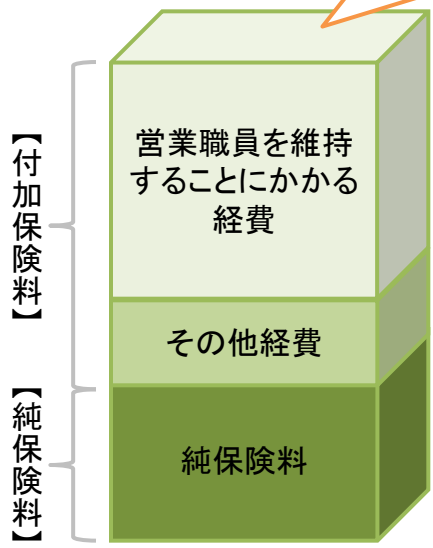 【付加保険料】
営業職員を維持
することにかかる
経費
その他経費
【純保険料】
純保険料